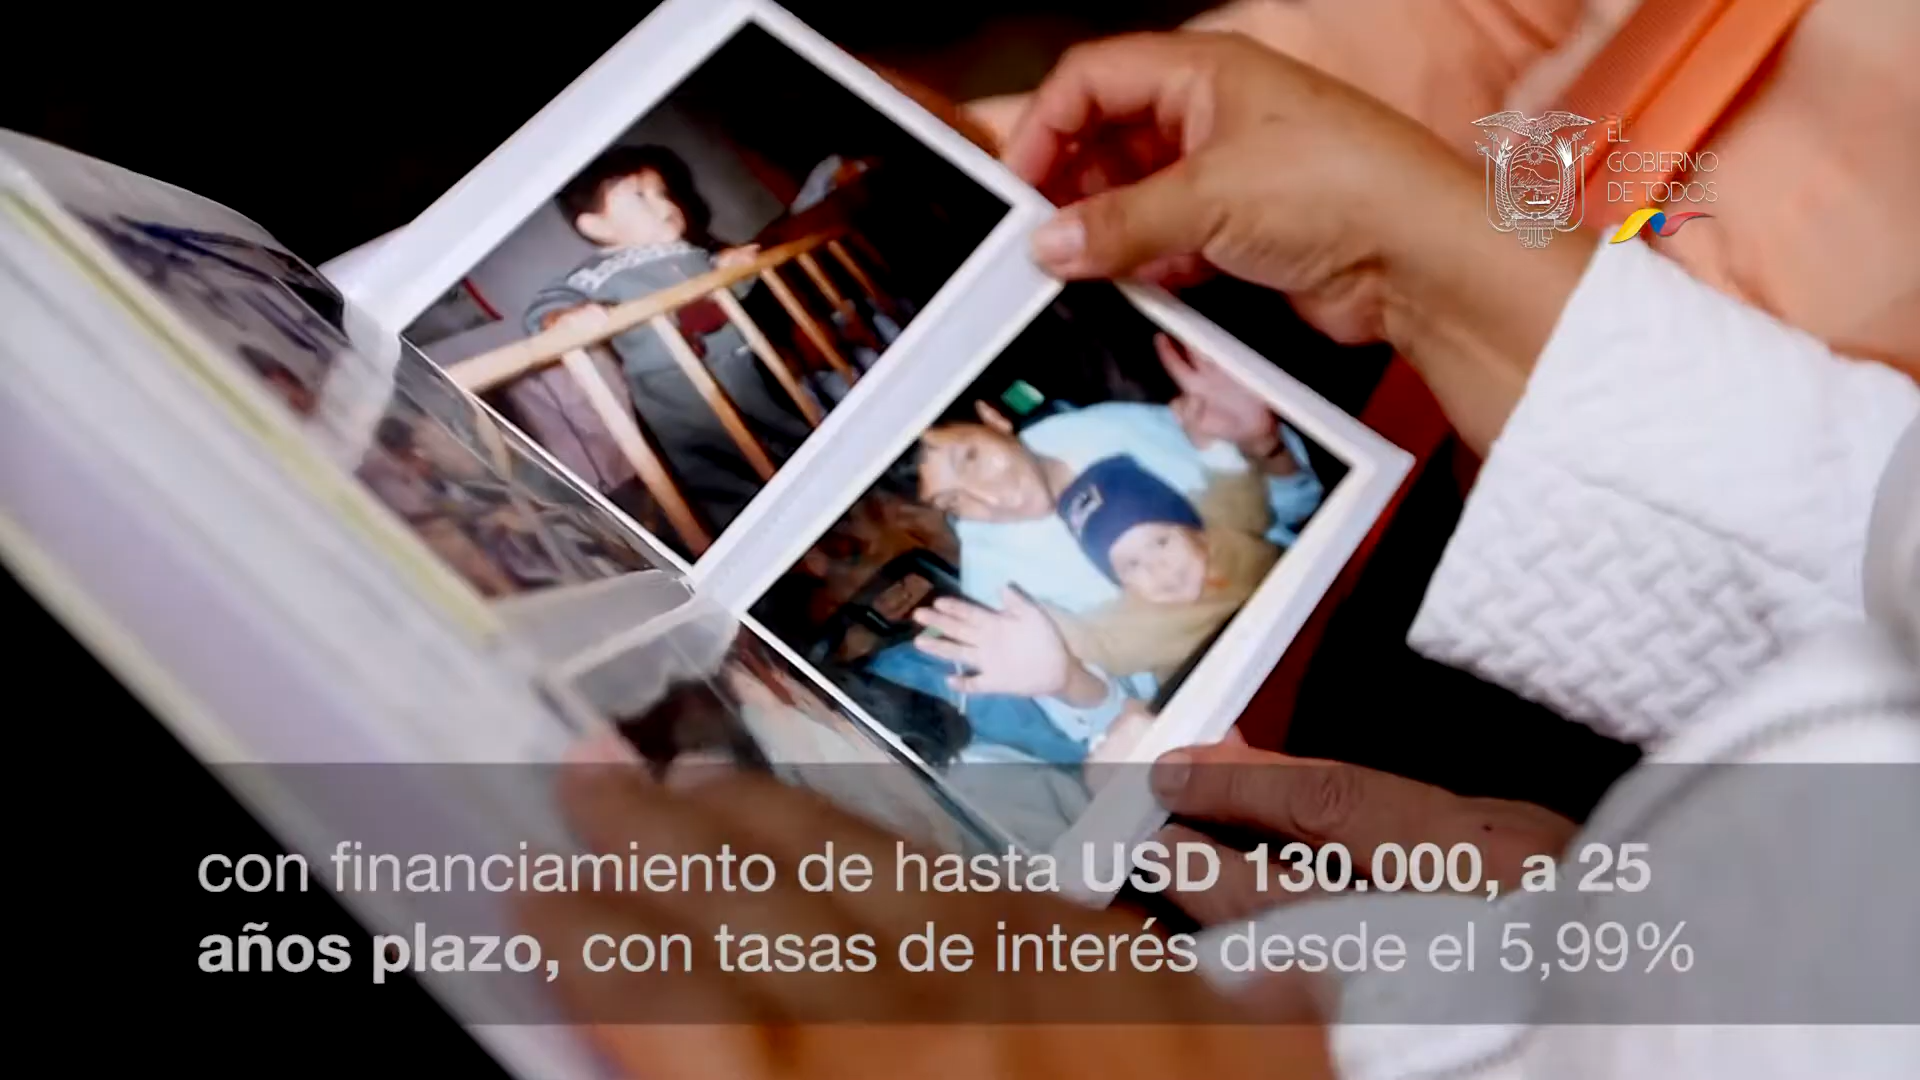 EL
GOBIERNO
DE TODOS
con financiamiento de hasta USD 130.000, a 25
años plazo, con tasas de interés desde el 5,99%